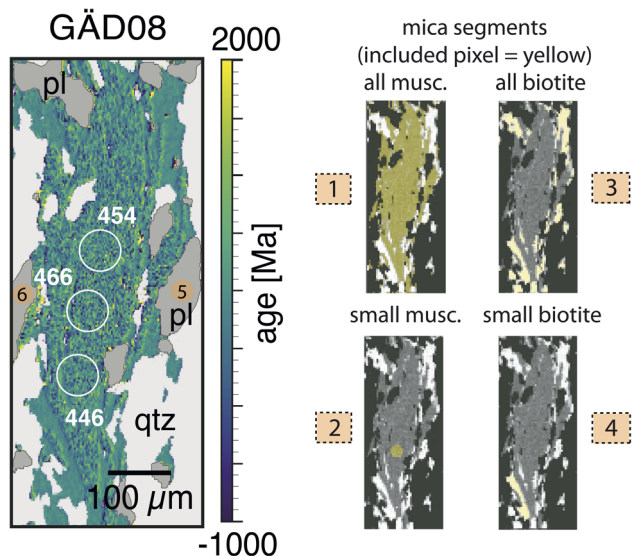 GÄD08
2000
pl
454
466
6
5
pl
446
qtz
100 µm
age [Ma]
-1000
mica segments
(included pixel = yellow)
all musc.
all biotite
1
3
small musc.
small biotite
2
4